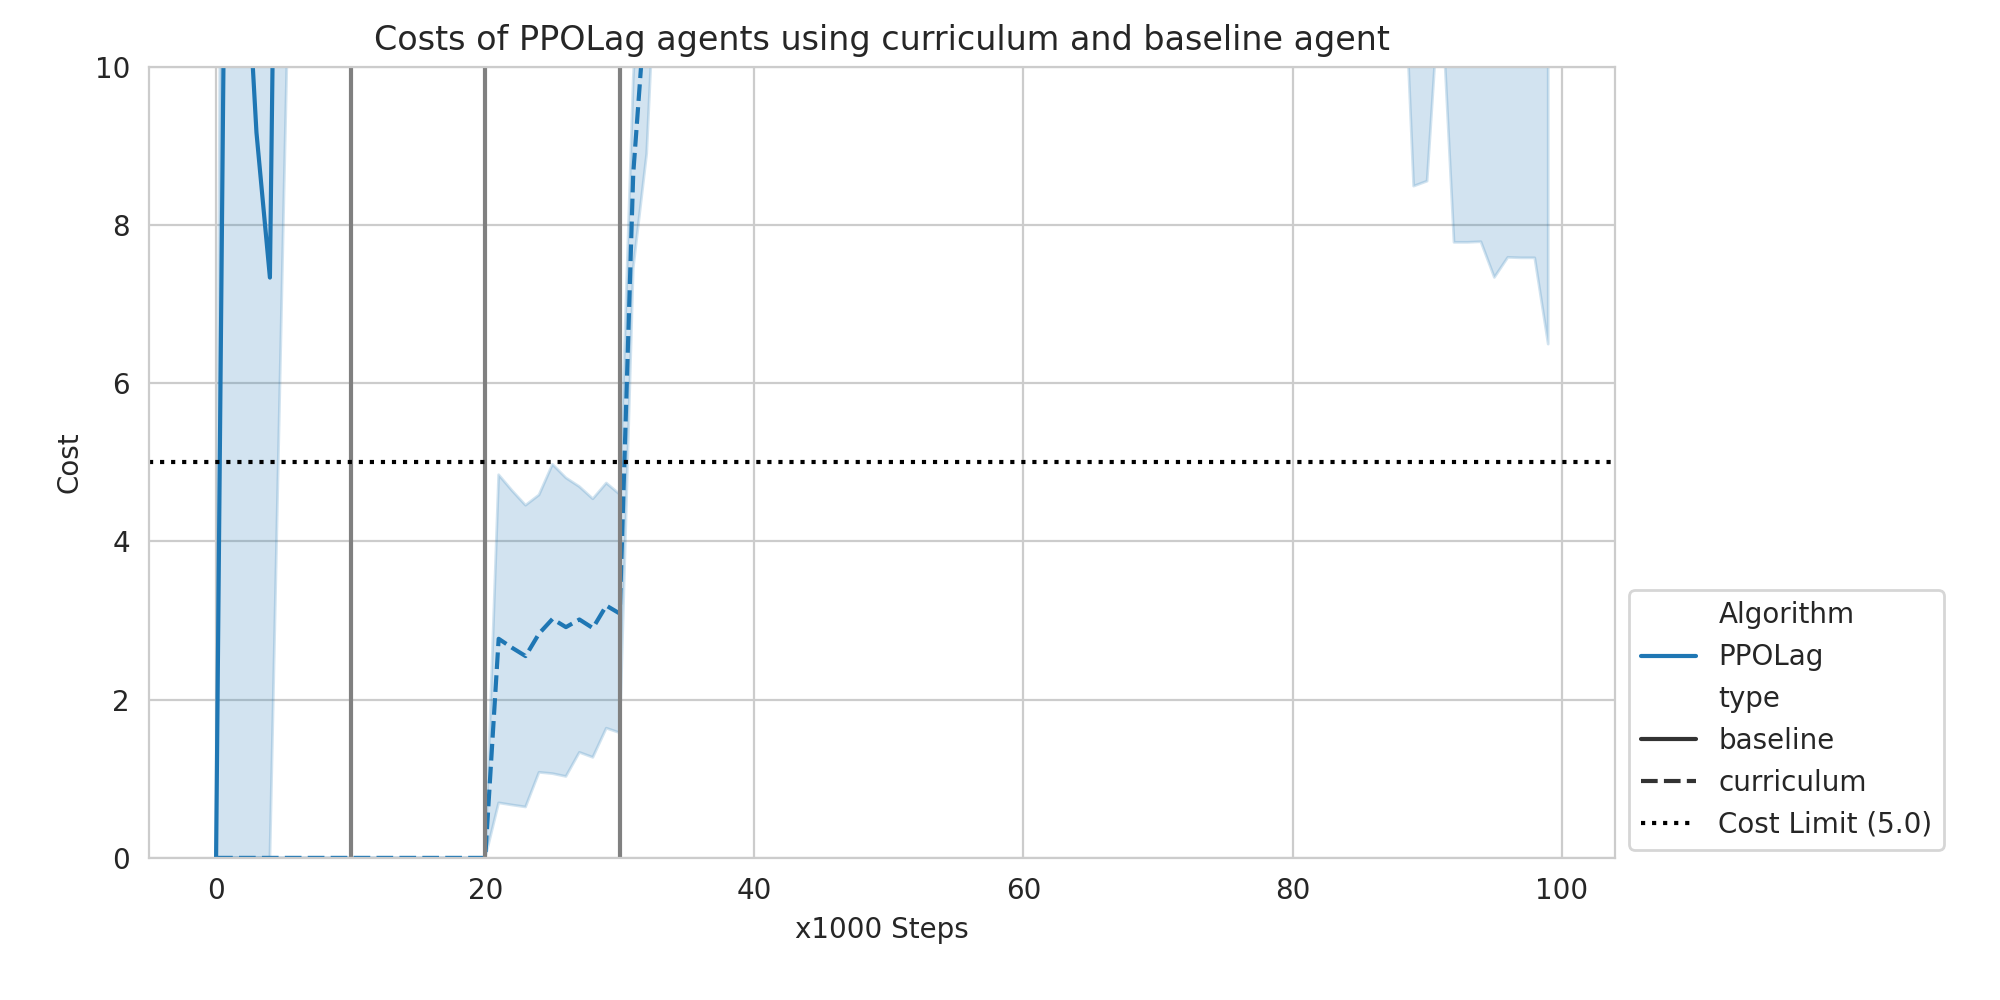 Costs of PPOLag agents using curriculum and baseline agent
10
8
6
4
2
0
Cost
0 20 40 60 80 100
x1000 Steps
Algorithm
PPOLag
type
baseline
curriculum
Cost Limit (5.0)